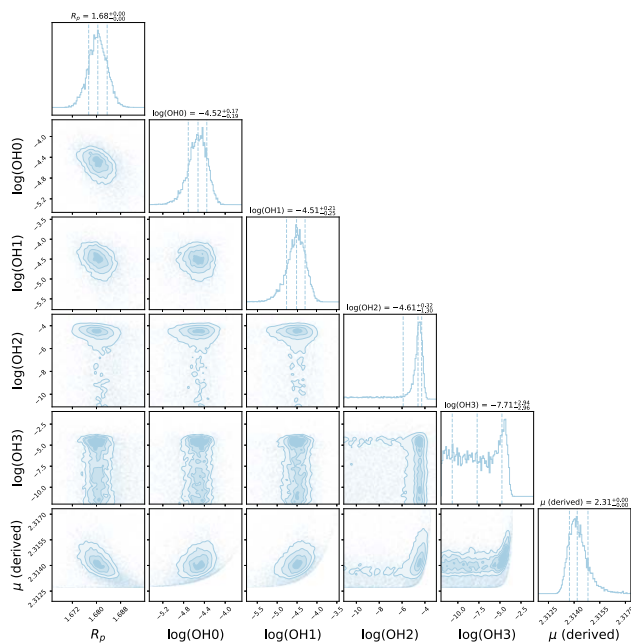 R_p = 1.68^{+0.00}_{-0.00}
log(OH0) = −4.52^{+0.17}_{-0.19}
log(OH0)
−4.0
−4.4
−4.8
−5.2
log(OH1) = −4.51^{+0.21}_{-0.25}
log(OH1)
−3.5
−4.0
−4.5
−5.0
−5.5
log(OH2) = −4.61^{+0.32}_{-1.30}
log(OH2)
−4
−6
−8
−10
log(OH3) = −7.71^{+2.94}_{-2.96}
log(OH3)
−2.5
−5.0
−7.5
−10.0
μ (derived) = 2.31^{+0.00}_{-0.00}
μ (derived)
2.3170
2.3155
2.3140
2.3125
1.672 1.680 1.688 −5.2 −4.8 −4.4 −4.0 −5.5 −5.0 −4.5 −4.0 −3.5 −10 −8 −6 −4 −10.0 −7.5 −5.0 −2.5 2.3125 2.3140 2.3155 2.3170
R_p log(OH0) log(OH1) log(OH2) log(OH3) μ (derived)